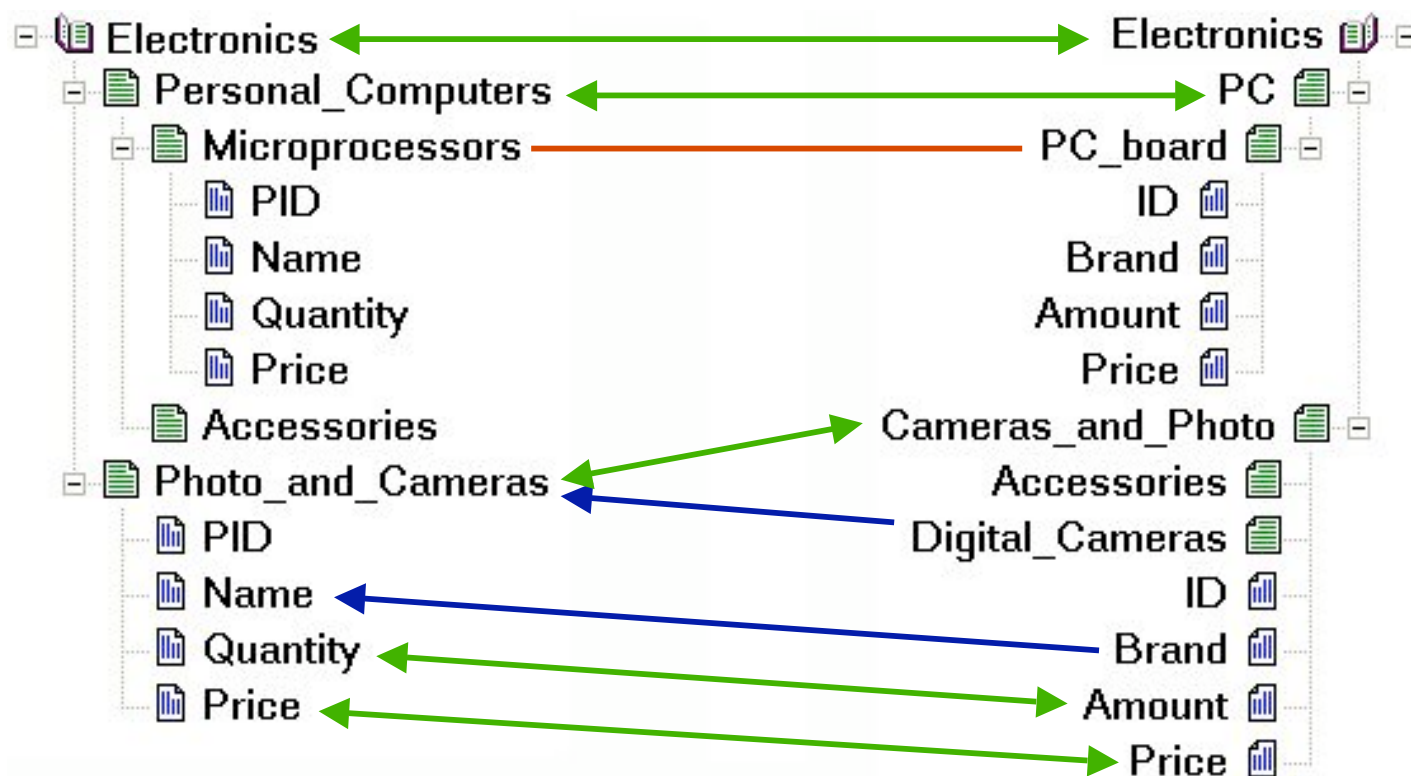 Electronics
Personal_Computers
Microprocessors
PID
Name
Quantity
Price
Accessories
Photo_and_Cameras
PID
Name
Quantity
Price
Electronics
PC
PC_board
ID
Brand
Amount
Price
Cameras_and_Photo
Accessories
Digital_Cameras
ID
Brand
Amount
Price